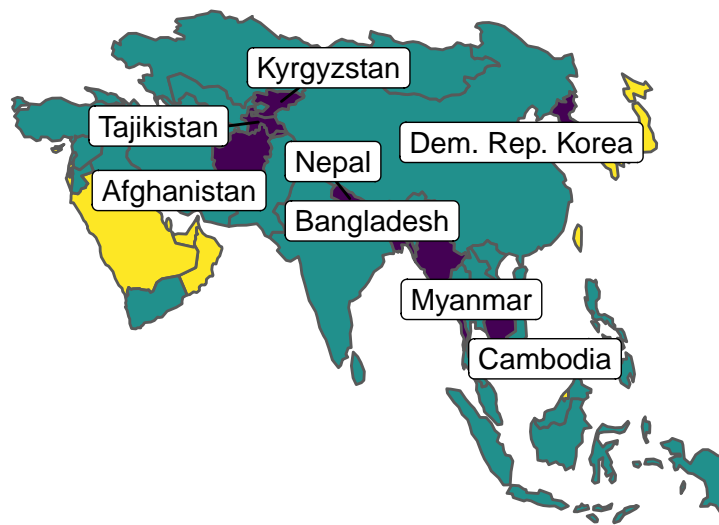 Kyrgyzstan
Tajikistan
Dem. Rep. Korea
Nepal
Afghanistan
Bangladesh
Myanmar
Cambodia